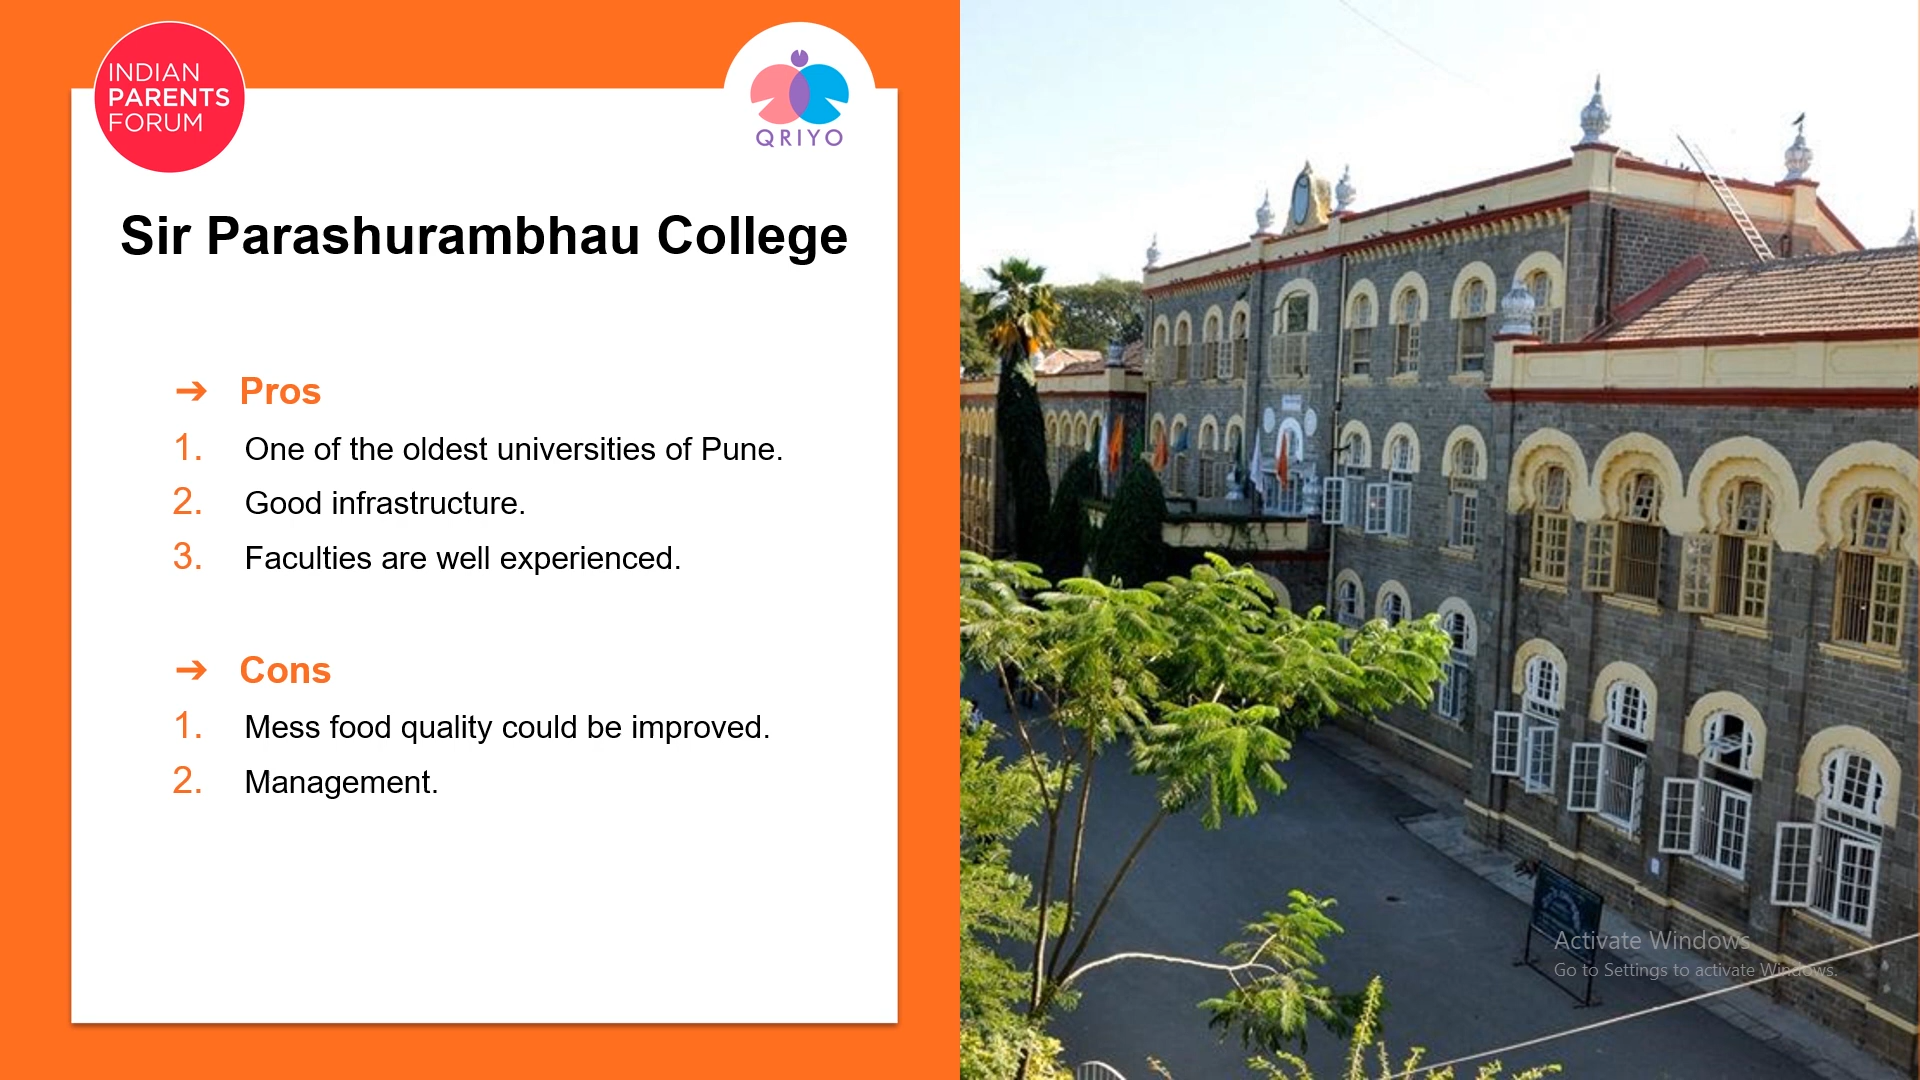 INDIAN
PARENTS
FORUM
QRIYO
Sir Parashurambhau College
➔ Pros
1. One of the oldest universities of Pune.
2. Good infrastructure.
3. Faculties are well experienced.
➔ Cons
1. Mess food quality could be improved.
2. Management.
Activate Windows
Go to Settings to activate Windows.